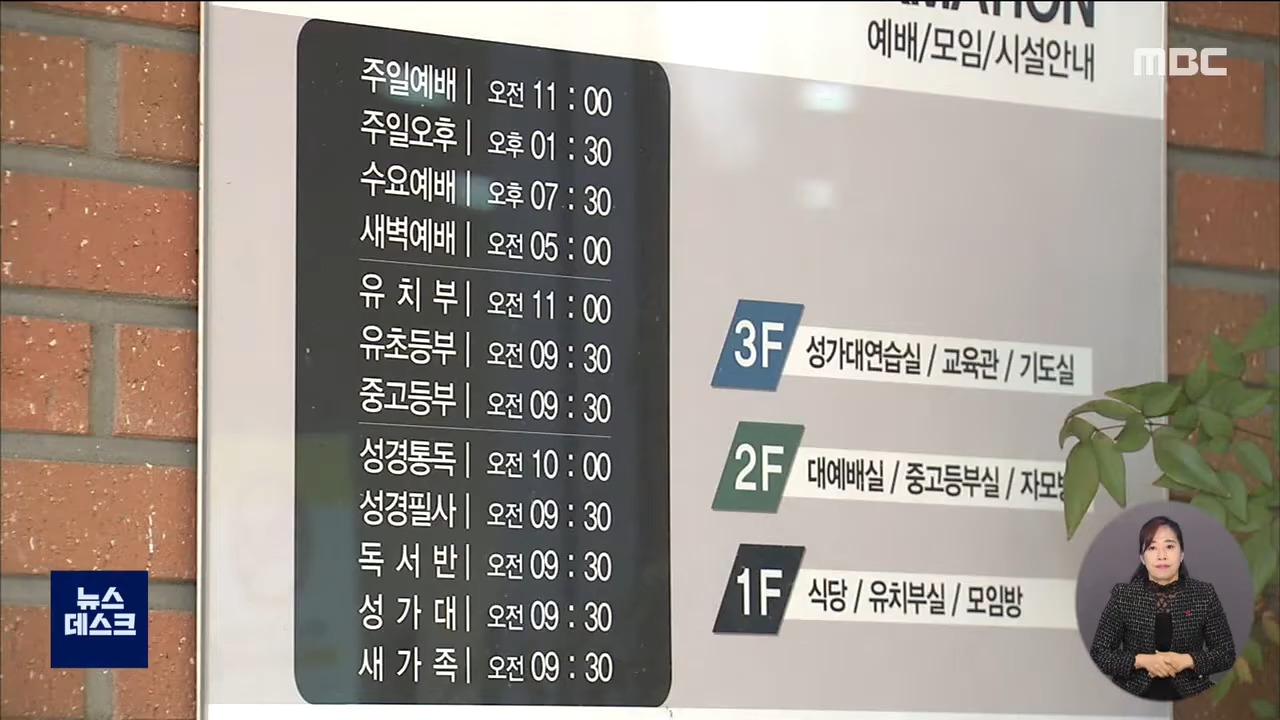 예배/모임/시설안내
MBC
주일예배 | 오전 11 : 00
주일오후 | 오후 01 : 30
수요예배 | 오후 07 : 30
새벽예배 | 오전 05 : 00
유 치 부 | 오전 11 : 00
유초등부 | 오전 09 : 30
중고등부 | 오전 09 : 30
성경통독 | 오전 10 : 00
성경필사 | 오전 09 : 30
독 서 반 | 오전 09 : 30
성 가 대 | 오전 09 : 30
새 가 족 | 오전 09 : 30
3F 성가대연습실 / 교육관 / 기도실
2F 대예배실 / 중고등부실 /
1F 식당 / 유치부실 / 모임방
뉴스
데스크